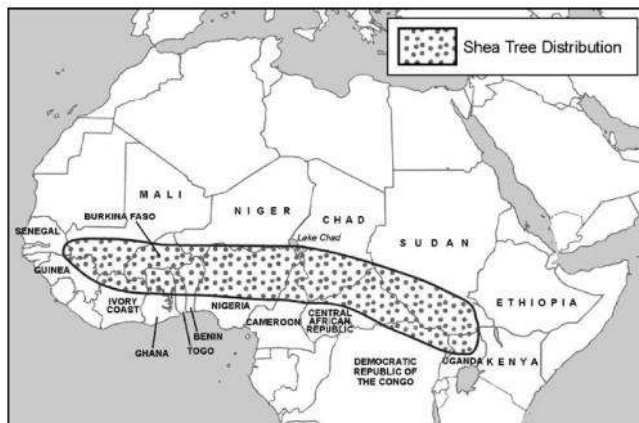 Shea Tree Distribution
MALI
BURKINA FASO
NIGER
CHAD
Lake Chad
SENEGAL
SUDAN
GUINEA
IVORY
COAST
NIGERIA
ETHIOPIA
BENIN
CAMEROON
CENTRAL
AFRICAN
REPUBLIC
GHANA
TOGO
UGANDA
KENYA
DEMOCRATIC
REPUBLIC OF
THE CONGO